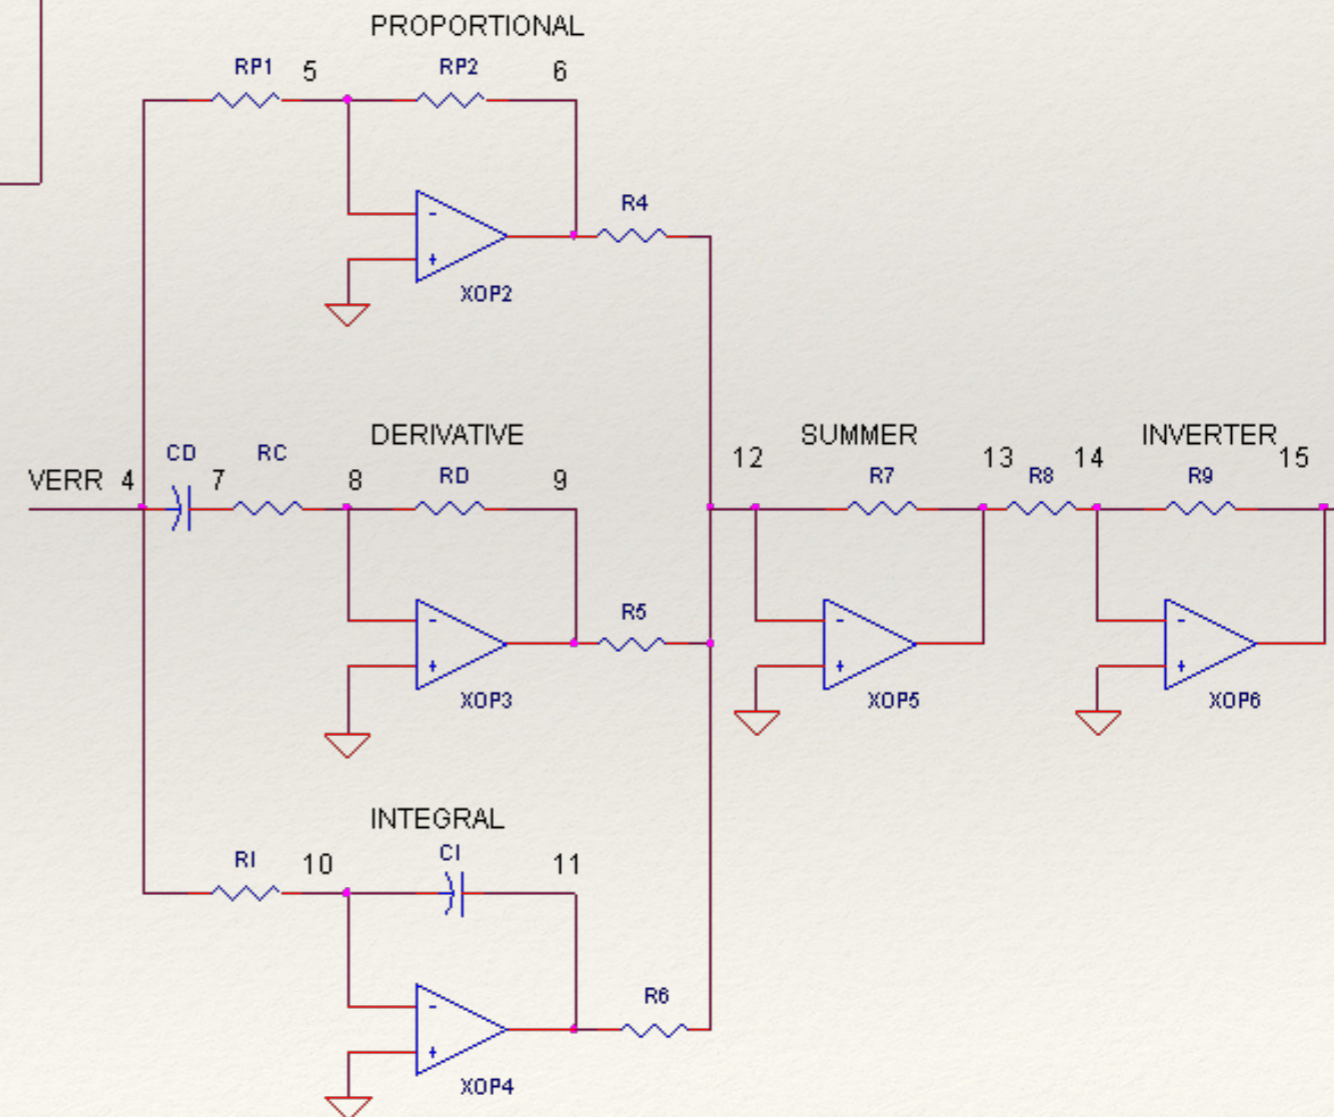 PROPORTIONAL
RP1 5 RP2 6
R4
-
+
XOP2
DERIVATIVE SUMMER INVERTER
VERR 4 CD 7 RC 8 RD 9 12 R7 13 R8 14 R9 15
R5
- - -
+ + +
XOP3 XOP5 XOP6
INTEGRAL
RI 10 CI 11
R6
-
+
XOP4